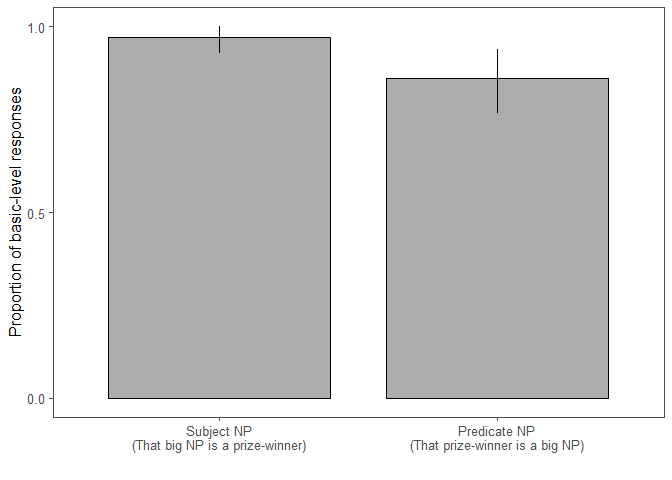 Proportion of basic-level responses
1.0
0.5
0.0
Subject NP
(That big NP is a prize-winner)
Predicate NP
(That prize-winner is a big NP)